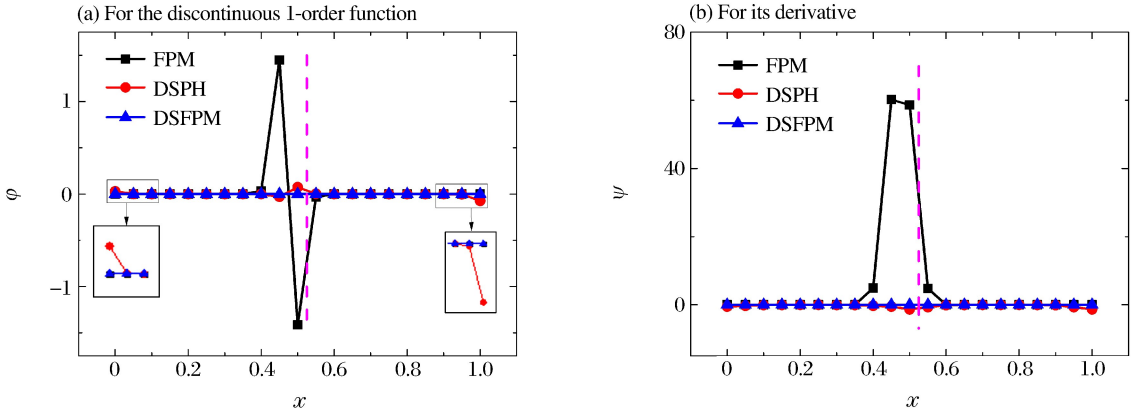 (a) For the discontinuous 1-order function
FPM
DSPH
DSFPM
1
0
−1
φ
0
0.2
0.4
0.6
0.8
1.0
x
(b) For its derivative
FPM
DSPH
DSFPM
80
40
0
ψ
0
0.2
0.4
0.6
0.8
1.0
x